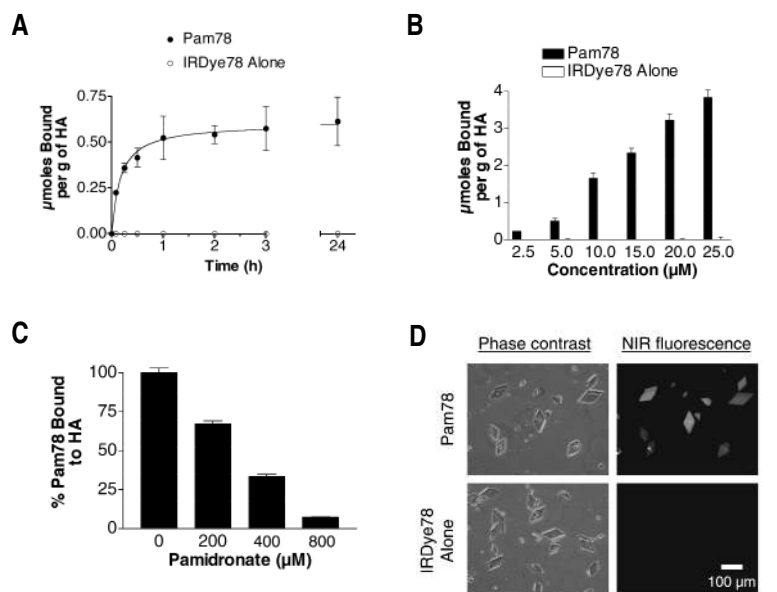 A
Pam78
IRDye78 Alone
µmoles Bound
per g of HA
0.75
0.50
0.25
0.00
0
1
2
3
24
Time (h)
B
Pam78
IRDye78 Alone
µmoles Bound
per g of HA
4
3
2
1
0
2.5 5.0 10.0 15.0 20.0 25.0
Concentration (µM)
C
% Pam78 Bound
to HA
100
75
50
25
0
0 200 400 800
Pamidronate (µM)
D
Phase contrast NIR fluorescence
Pam78
IRDye78
Alone
100 µm